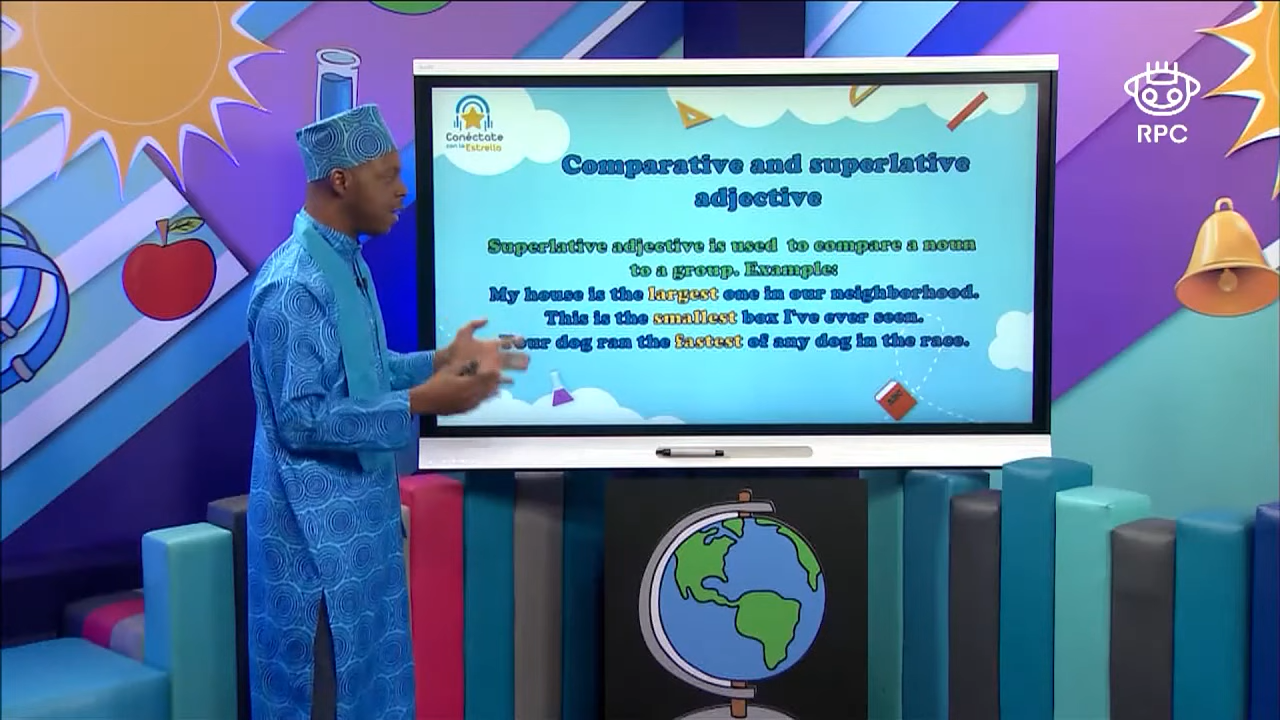 Conéctate
con la Estrella
Comparative and superlative
adjective
Superlative adjective is used to compare a noun
to a group. Example:
My house is the largest one in our neighborhood.
This is the smallest box I've ever seen.
dog ran the fastest of any dog in the race.
RPC